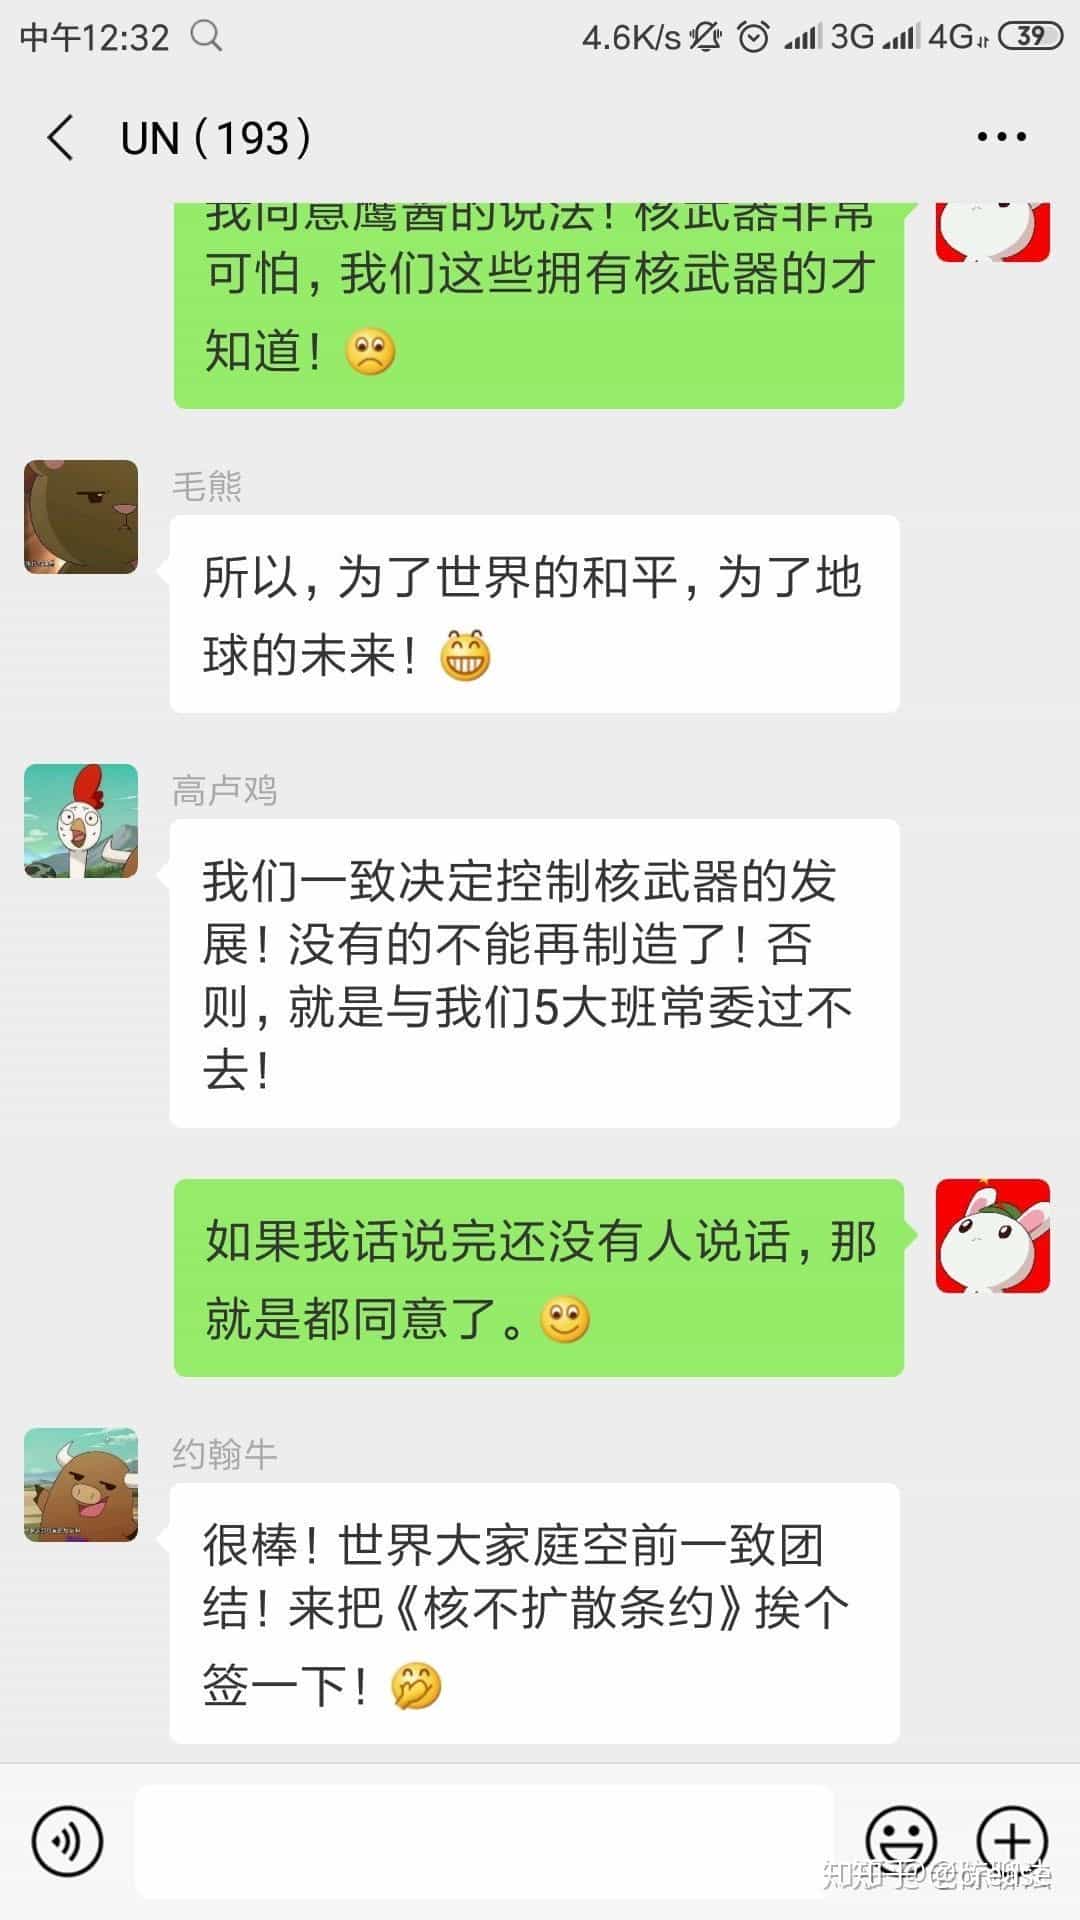 中午12:32
4.6K/s 3G 4G 39
UN（193）
我同意鹰酱的说法！核武器非常
可怕，我们这些拥有核武器的才
知道！
毛熊
所以，为了世界的和平，为了地
球的未来！
高卢鸡
我们一致决定控制核武器的发
展！没有的不能再制造了！否
则，就是与我们5大班常委过不
去！
如果我话说完还没有人说话，那
就是都同意了。
约翰牛
很棒！世界大家庭空前一致团
结！来把《核不扩散条约》挨个
签一下！